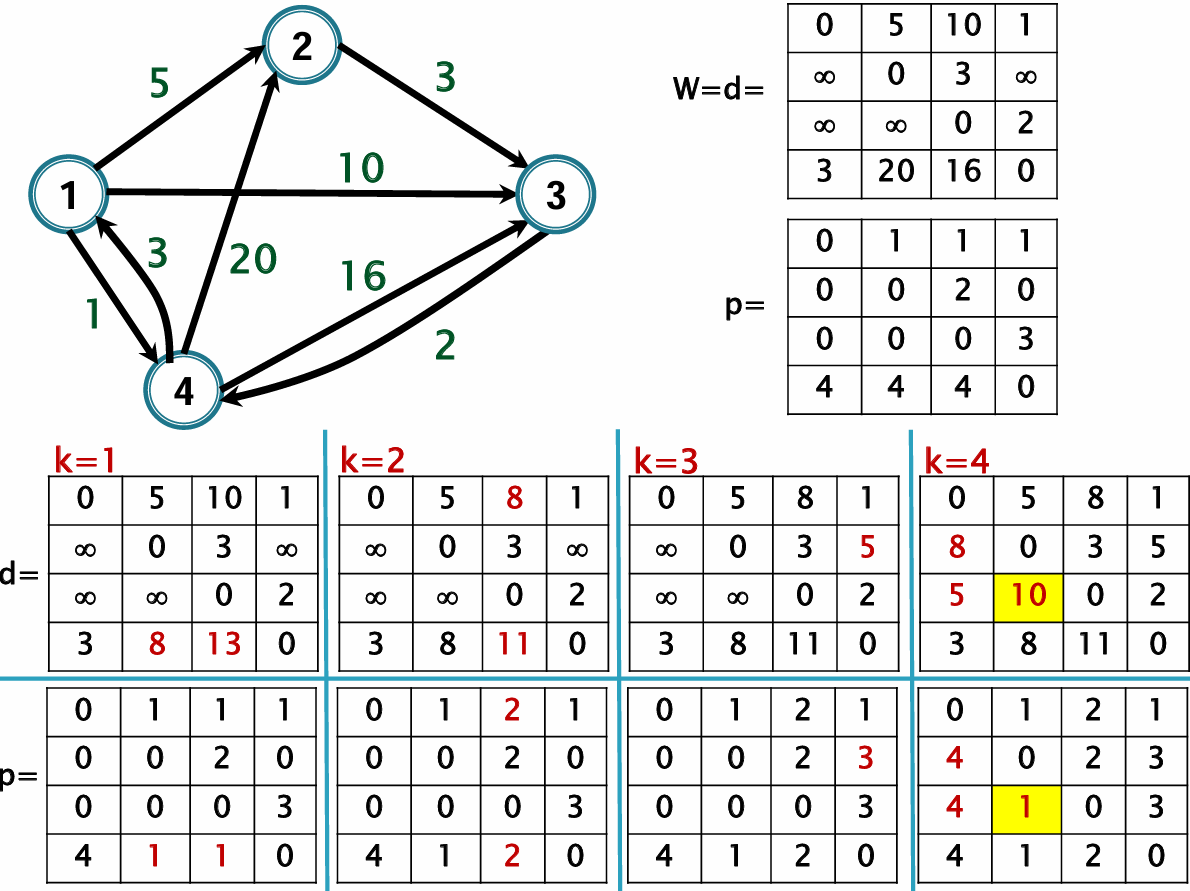 2
5
3
10
1
3
3
20
16
1
2
4
W=d=
0 5 10 1
∞ 0 3 ∞
∞ ∞ 0 2
3 20 16 0
p=
0 1 1 1
0 0 2 0
0 0 0 3
4 4 4 0
k=1
d=
0 5 10 1
∞ 0 3 ∞
∞ ∞ 0 2
3 8 13 0
k=2
0 5 8 1
∞ 0 3 ∞
∞ ∞ 0 2
3 8 11 0
k=3
0 5 8 1
∞ 0 3 5
∞ ∞ 0 2
3 8 11 0
k=4
0 5 8 1
8 0 3 5
5 10 0 2
3 8 11 0
p=
0 1 1 1
0 0 2 0
0 0 0 3
4 1 1 0
0 1 2 1
0 0 2 0
0 0 0 3
4 1 2 0
0 1 2 1
0 0 2 3
0 0 0 3
4 1 2 0
0 1 2 1
4 0 2 3
4 1 0 3
4 1 2 0